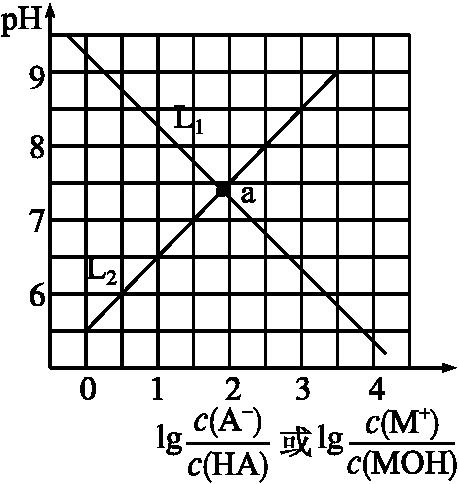 pH
9
L₁
8
a
7
L₂
6
0 1 2 3 4
lg c(A⁻)/c(HA) 或 lg c(M⁺)/c(MOH)